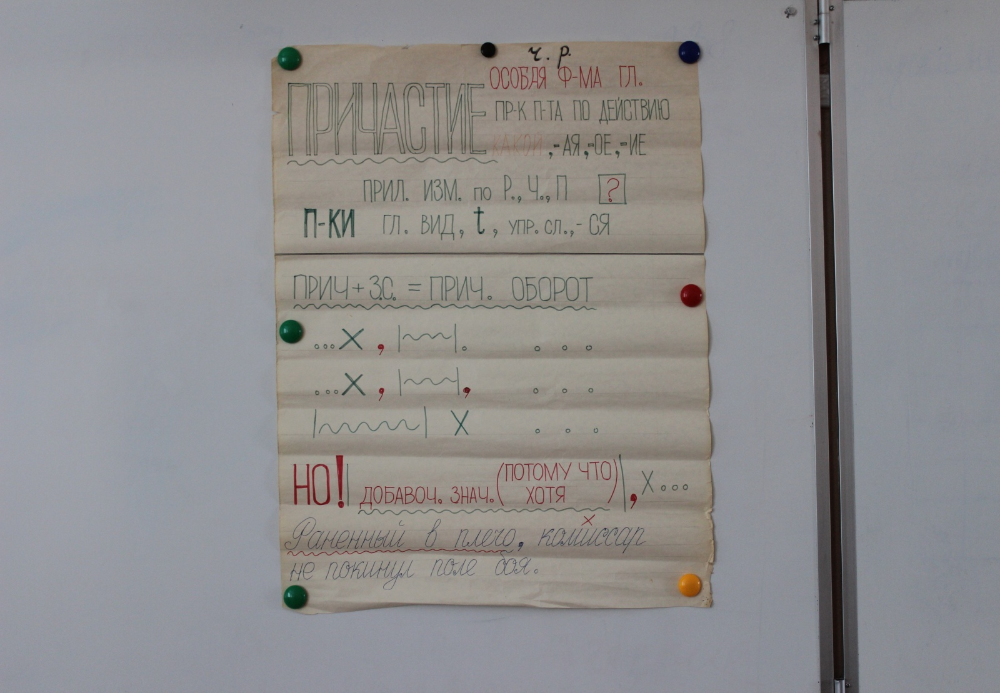 ч. р.
ПРИЧАСТИЕ
ОСОБАЯ Ф-МА ГЛ.
ПР-К П-ТА ПО ДЕЙСТВИЮ
КАКОЙ,-АЯ,-ОЕ,-ИЕ
ПРИЛ. ИЗМ. по Р., Ч., П ?
П-КИ ГЛ. ВИД, t, УПР. СЛ.,- СЯ
ПРИЧ + З.С. = ПРИЧ. ОБОРОТ
...X, |~~~|. . . .
...X, |~~~|, . . .
|~~~~~| X . . .
НО! | ДОБАВОЧ. ЗНАЧ. (ПОТОМУ ЧТО ХОТЯ) |, X...
x
Раненный в плечо, комиссар
не покинул поле боя.